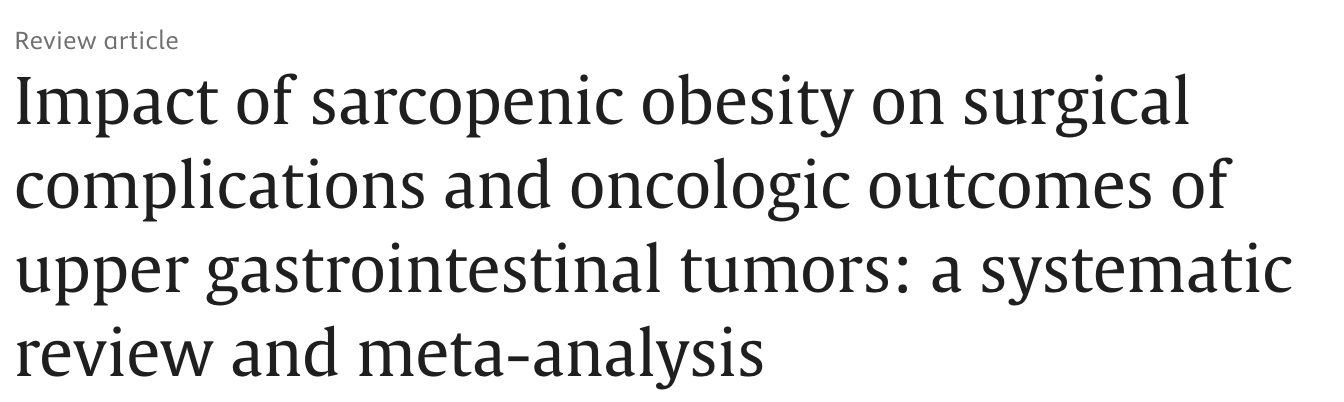 Review article
Impact of sarcopenic obesity on surgical
complications and oncologic outcomes of
upper gastrointestinal tumors: a systematic
review and meta-analysis